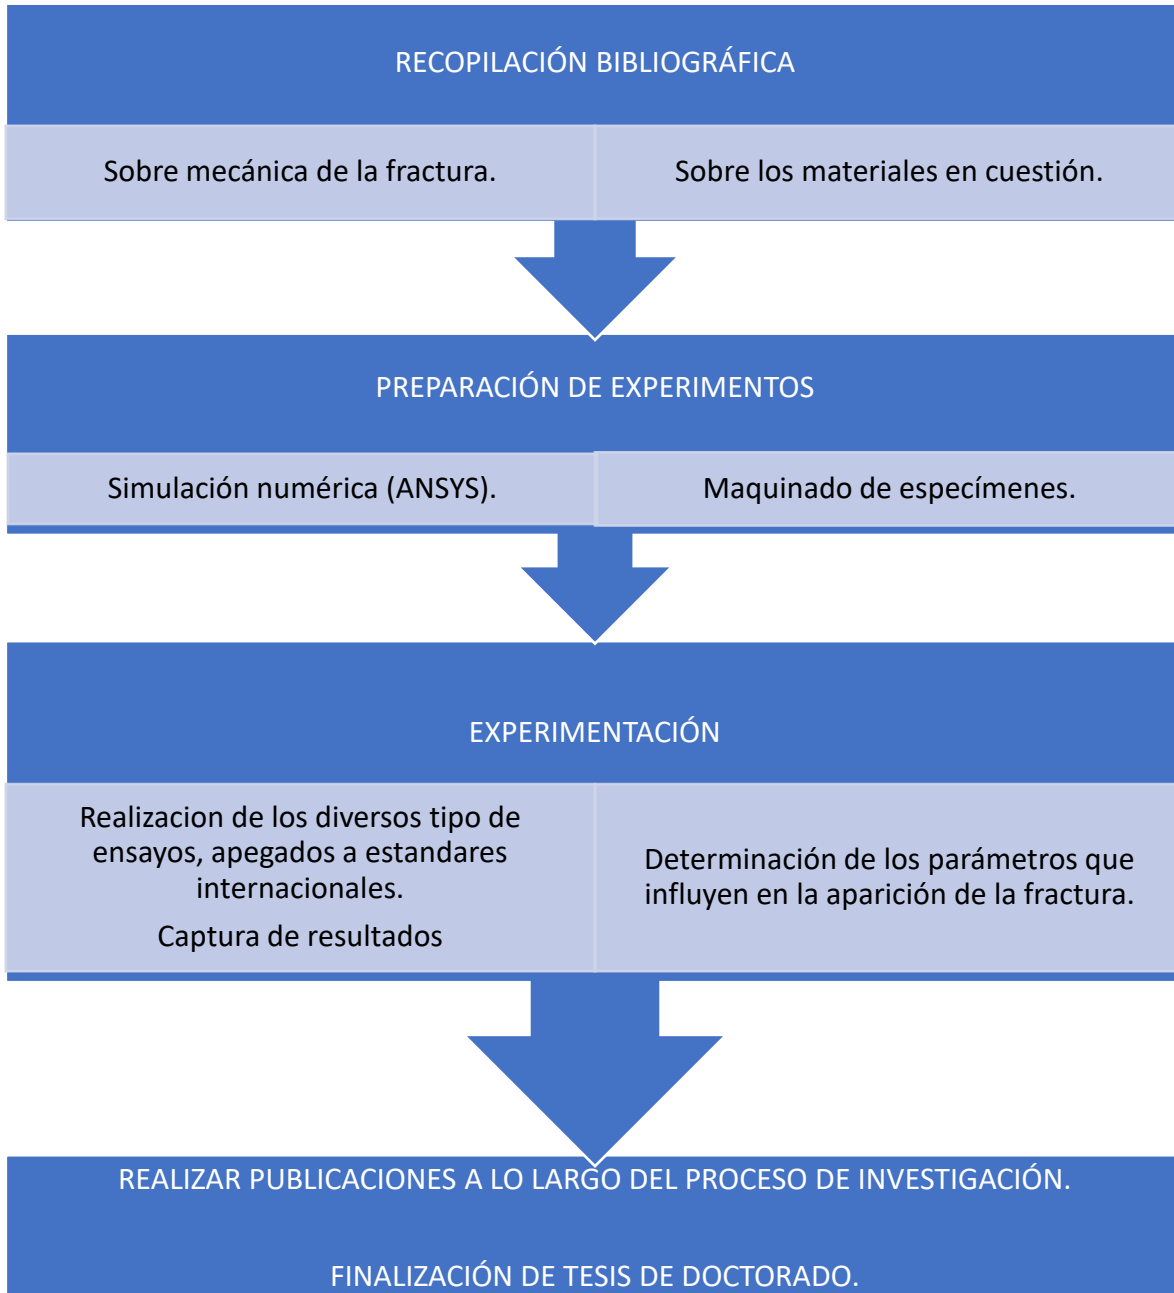 RECOPILACIÓN BIBLIOGRÁFICA
Sobre mecánica de la fractura.
Sobre los materiales en cuestión.
PREPARACIÓN DE EXPERIMENTOS
Simulación numérica (ANSYS).
Maquinado de especímenes.
EXPERIMENTACIÓN
Realizacion de los diversos tipo de
ensayos, apegados a estandares
internacionales.
Captura de resultados
Determinación de los parámetros que
influyen en la aparición de la fractura.
REALIZAR PUBLICACIONES A LO LARGO DEL PROCESO DE INVESTIGACIÓN.
FINALIZACIÓN DE TESIS DE DOCTORADO.